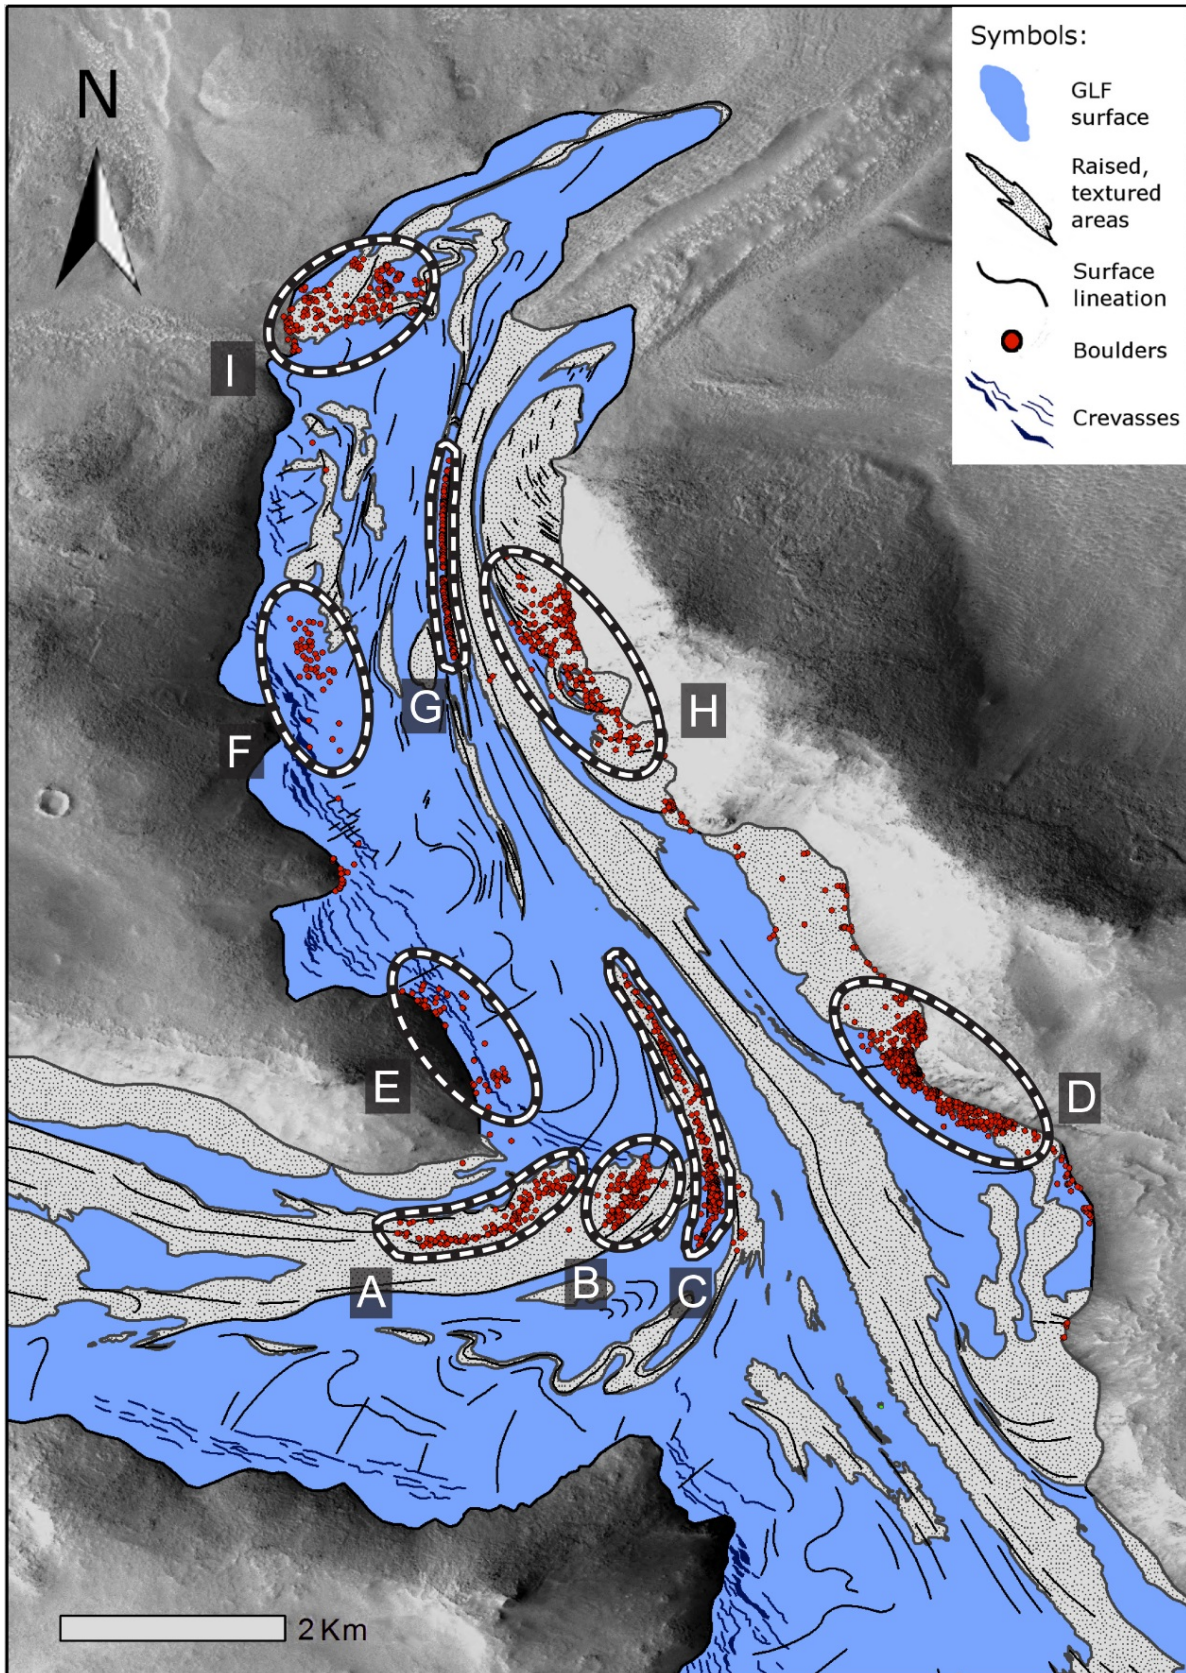 Symbols:
GLF
surface
Raised,
textured
areas
Surface
lineation
Boulders
Crevasses
N
I
G
H
F
E
D
A
B
C
2 Km